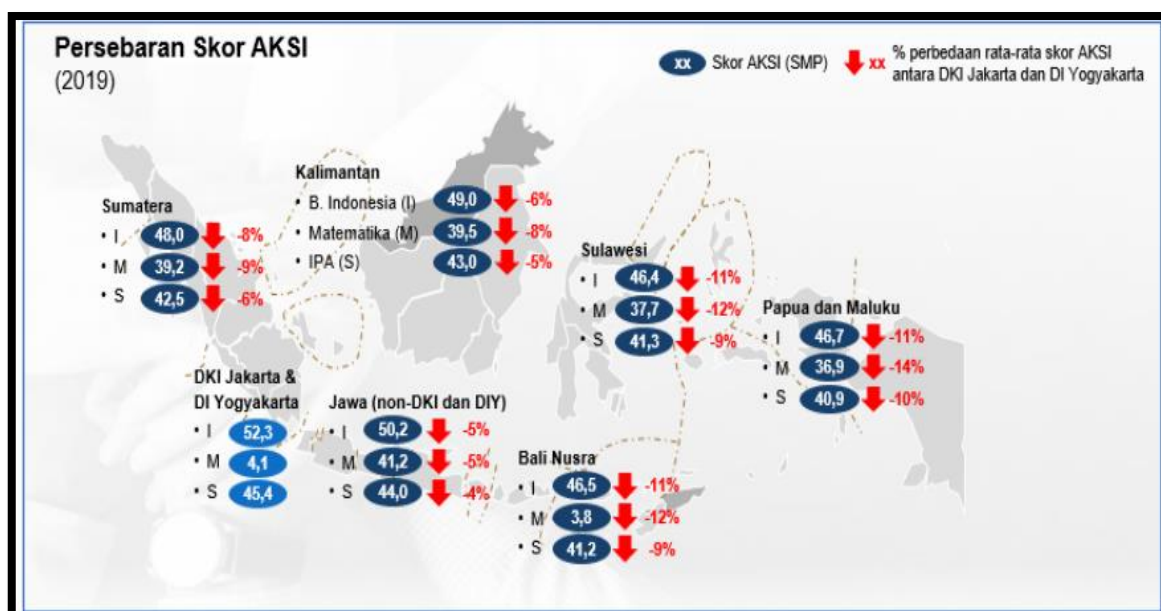 Persebaran Skor AKSI
(2019)
xx Skor AKSI (SMP)
xx % perbedaan rata-rata skor AKSI
antara DKI Jakarta dan DI Yogyakarta
Sumatera
• I 48,0 -8%
• M 39,2 -9%
• S 42,5 -6%
Kalimantan
• B. Indonesia (I) 49,0 -6%
• Matematika (M) 39,5 -8%
• IPA (S) 43,0 -5%
Sulawesi
• I 46,4 -11%
• M 37,7 -12%
• S 41,3 -9%
Papua dan Maluku
• I 46,7 -11%
• M 36,9 -14%
• S 40,9 -10%
DKI Jakarta &
DI Yogyakarta
• I 52,3
• M 4,1
• S 45,4
Jawa (non-DKI dan DIY)
• I 50,2 -5%
• M 41,2 -5%
• S 44,0 -4%
Bali Nusra
• I 46,5 -11%
• M 3,8 -12%
• S 41,2 -9%